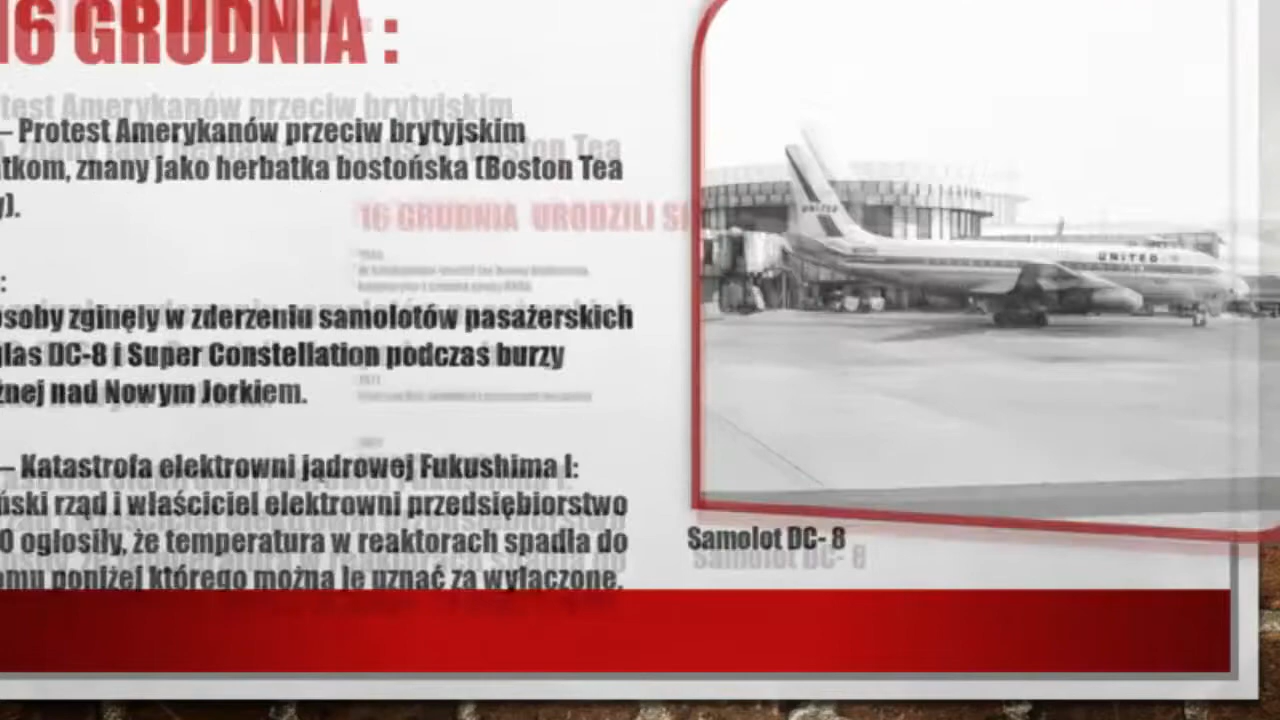 16 GRUDNIA :
– Protest Amerykanów przeciw brytyjskim
tkom, znany jako herbatka bostońska (Boston Tea
y).
:
osoby zginęły w zderzeniu samolotów pasażerskich
glas DC-8 i Super Constellation podczas burzy
żnej nad Nowym Jorkiem.
– Katastrofa elektrowni jądrowej Fukushima I:
ński rząd i właściciel elektrowni przedsiębiorstwo
O ogłosiły, że temperatura w reaktorach spadła do
omu poniżej którego można je uznać za wyłączone.
16 GRUDNIA URODZILI SI
UNITED
UNITED
Samolot DC- 8